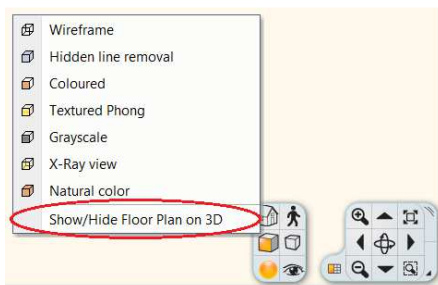 Wireframe
Hidden line removal
Coloured
Textured Phong
Grayscale
X-Ray view
Natural color
Show/Hide Floor Plan on 3D